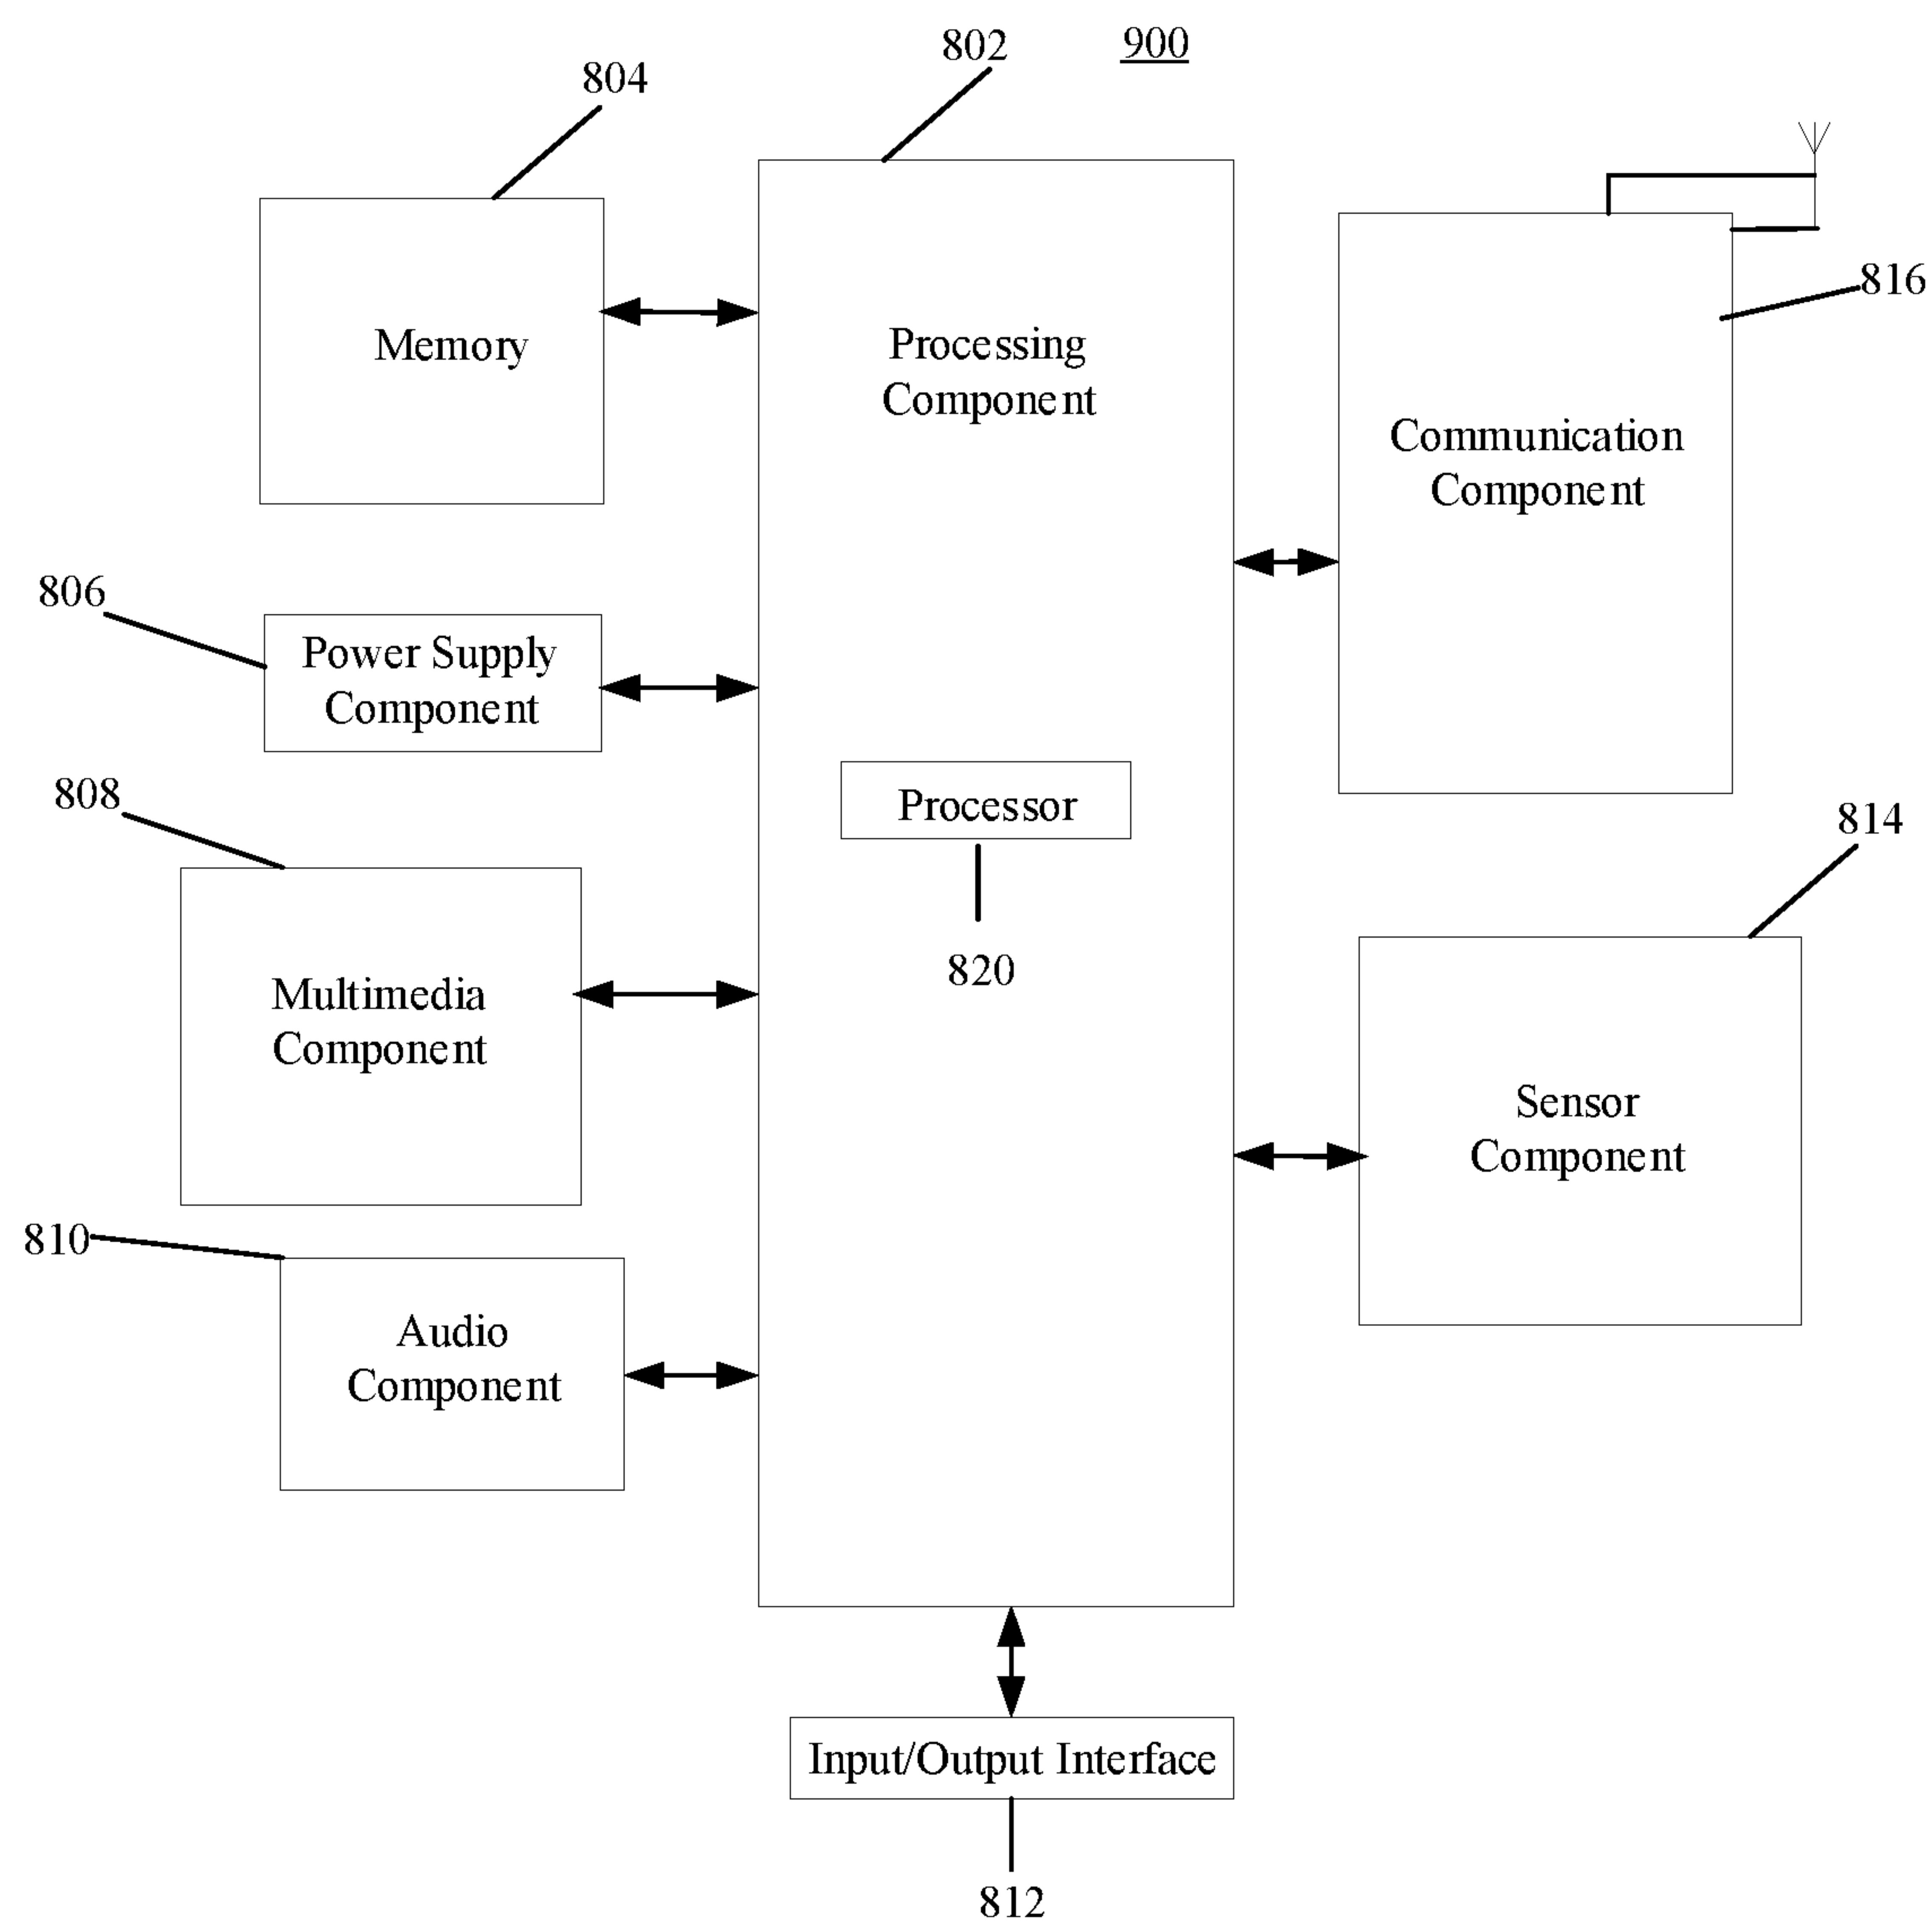 802
900
804
816
Memory
Processing
Component
Communication
Component
806
Power Supply
Component
808
Processor
814
820
Multimedia
Component
Sensor
Component
810
Audio
Component
Input/Output Interface
812